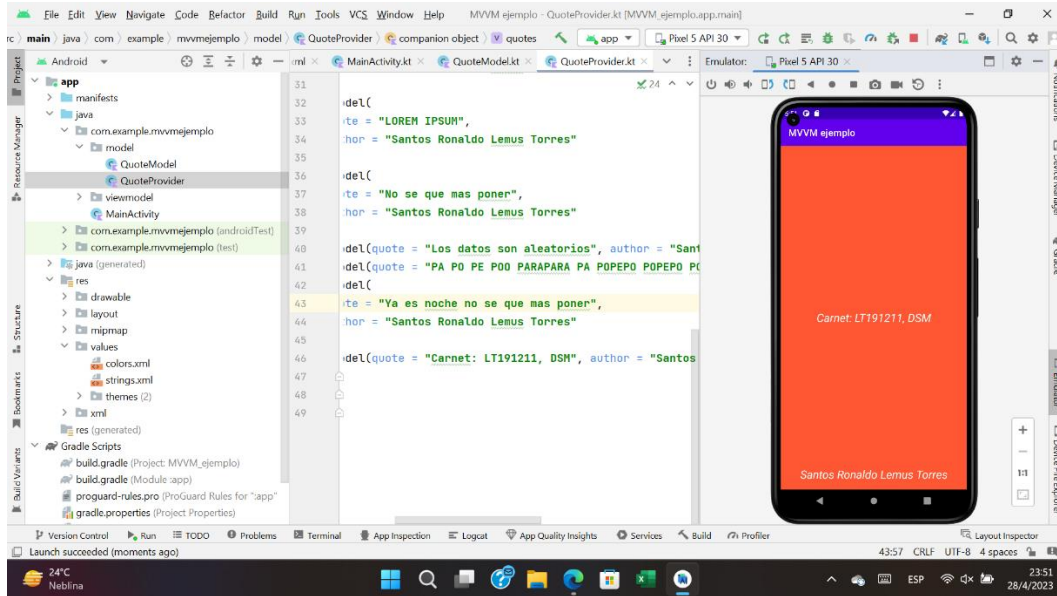 File Edit View Navigate Code Refactor Build Run Tools VCS Window Help MVVM ejemplo - QuoteProvider.kt [MVVM_ejemplo.app.main]
main java com example mvvmejemplo model QuoteProvider companion object quotes app Pixel 5 API 30
Android MainActivity.kt QuoteModel.kt QuoteProvider.kt Emulator: Pixel 5 API 30
Project
Resource Manager
Structure
Bookmarks
Build Variants
app
manifests
java
com.example.mvvmejemplo
model
QuoteModel
QuoteProvider
viewmodel
MainActivity
com.example.mvvmejemplo (androidTest)
com.example.mvvmejemplo (test)
java (generated)
res
drawable
layout
mipmap
values
colors.xml
strings.xml
themes (2)
xml
res (generated)
Gradle Scripts
build.gradle (Project: MVVM_ejemplo)
build.gradle (Module :app)
proguard-rules.pro (ProGuard Rules for ":app"
gradle.properties (Project Properties)
24
31
32 del(
33 te = "LOREM IPSUM",
34 hor = "Santos Ronaldo Lemus Torres"
35
36 del(
37 te = "No se que mas poner",
38 hor = "Santos Ronaldo Lemus Torres"
39
40 del(quote = "Los datos son aleatorios", author = "Sant
41 del(quote = "PA PO PE POO PARAPARA PA POPEPO POPEPO PO
42 del(
43 te = "Ya es noche no se que mas poner",
44 hor = "Santos Ronaldo Lemus Torres"
45
46 del(quote = "Carnet: LT191211, DSM", author = "Santos
47
48
49
MVVM ejemplo
Carnet: LT191211, DSM
Santos Ronaldo Lemus Torres
1:1
Version Control Run TODO Problems Terminal App Inspection Logcat App Quality Insights Services Build Profiler Layout Inspector
Launch succeeded (moments ago) 43:57 CRLF UTF-8 4 spaces
24°C
Neblina
ESP
23:51
28/4/2023